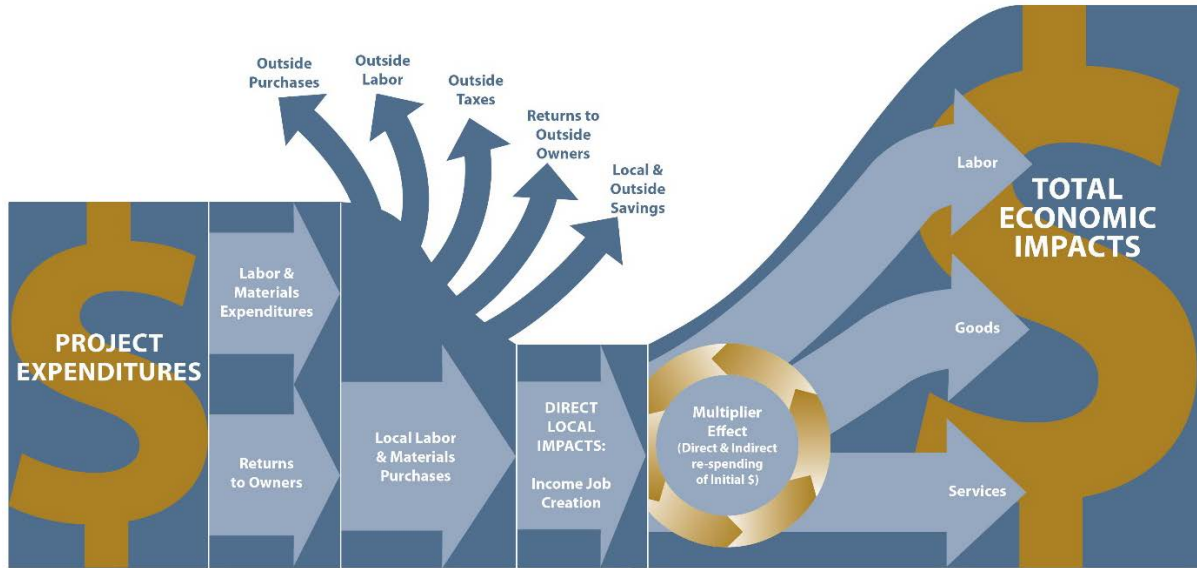 PROJECT
EXPENDITURES
Labor &
Materials
Expenditures
Returns
to Owners
Outside
Purchases
Outside
Labor
Outside
Taxes
Returns to
Outside
Owners
Local &
Outside
Savings
Local Labor
& Materials
Purchases
DIRECT
LOCAL
IMPACTS:
Income Job
Creation
Multiplier
Effect
(Direct & Indirect
re-spending
of Initial $)
Labor
Goods
Services
TOTAL
ECONOMIC
IMPACTS